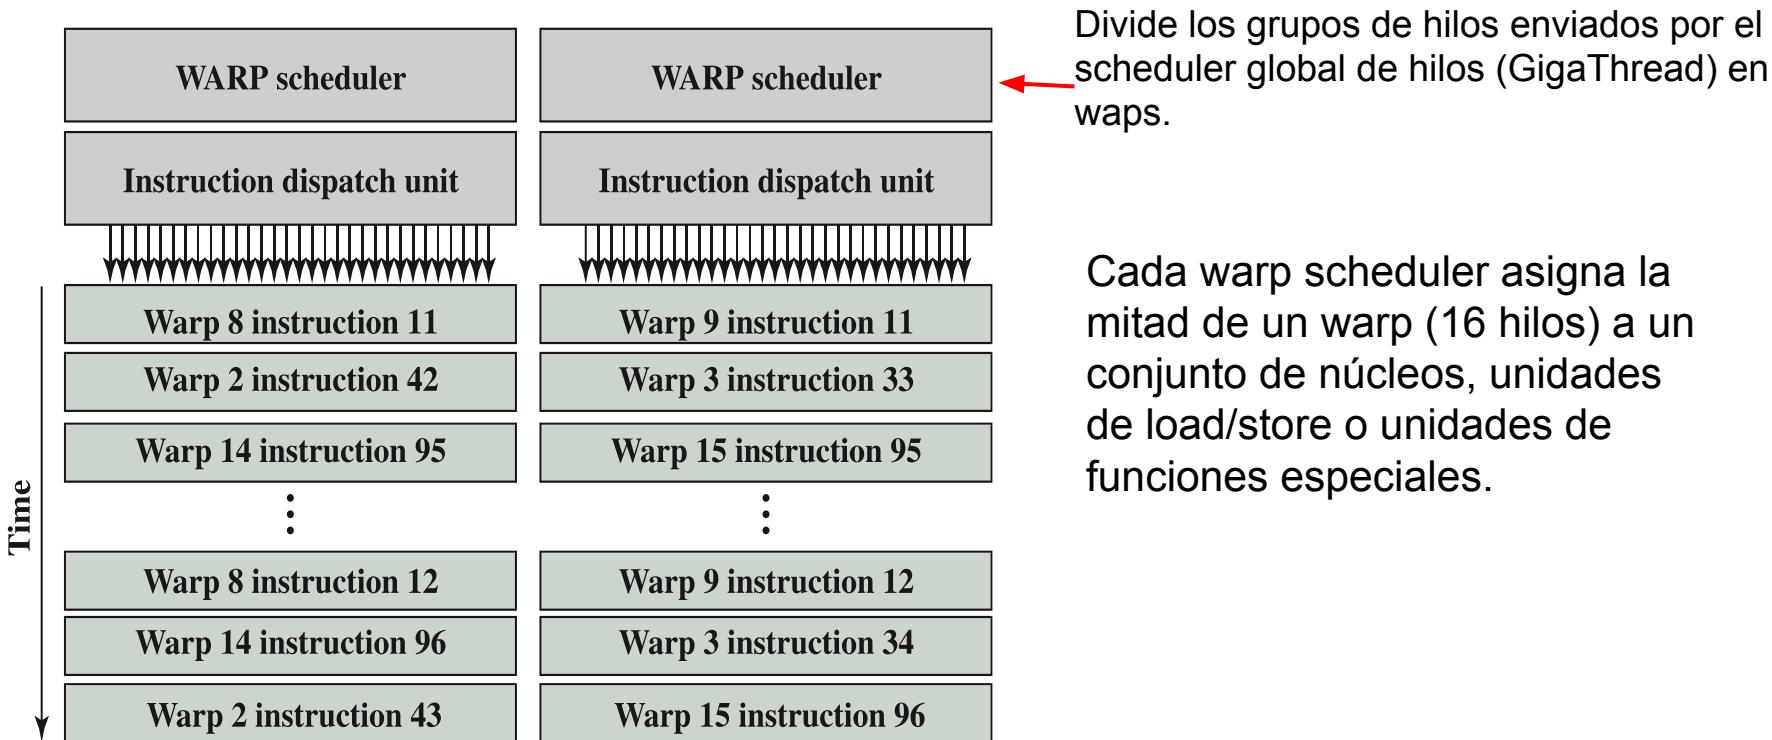 WARP scheduler
WARP scheduler
Divide los grupos de hilos enviados por el
scheduler global de hilos (GigaThread) en
waps.
Instruction dispatch unit
Instruction dispatch unit
Cada warp scheduler asigna la
mitad de un warp (16 hilos) a un
conjunto de núcleos, unidades
de load/store o unidades de
funciones especiales.
Time
Warp 8 instruction 11
Warp 9 instruction 11
Warp 2 instruction 42
Warp 3 instruction 33
Warp 14 instruction 95
Warp 15 instruction 95
Warp 8 instruction 12
Warp 9 instruction 12
Warp 14 instruction 96
Warp 3 instruction 34
Warp 2 instruction 43
Warp 15 instruction 96